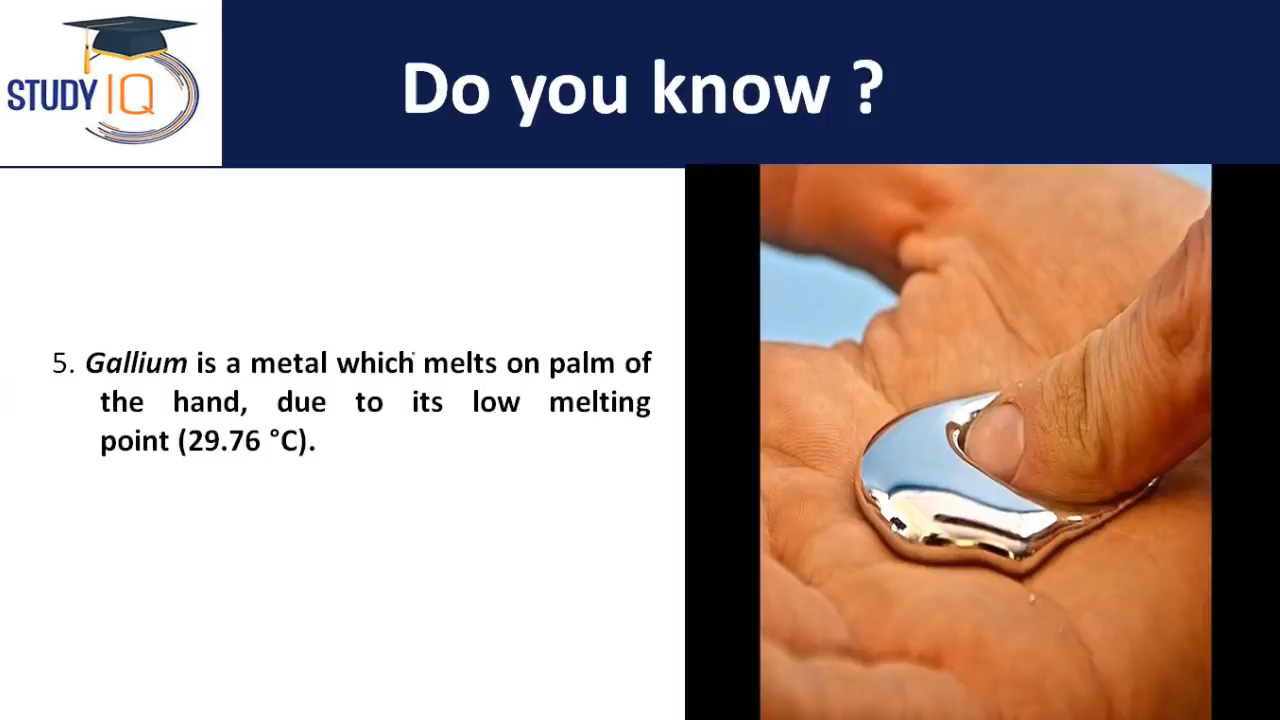 STUDY IQ
Do you know ?
5. Gallium is a metal which melts on palm of
the hand, due to its low melting
point (29.76 °C).